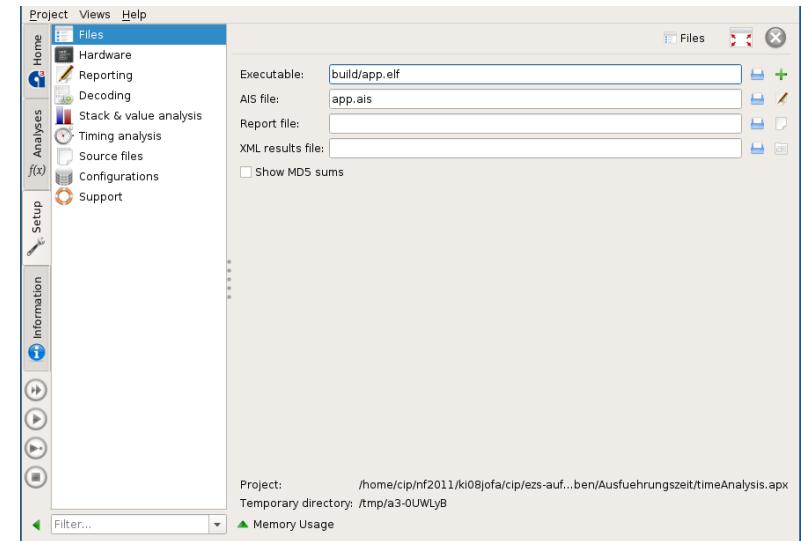 Project Views Help
Home
Analyses
f(x)
Setup
Information
Files
Hardware
Reporting
Decoding
Stack & value analysis
Timing analysis
Source files
Configurations
Support
Filter...
Files
Executable: build/app.elf
AIS file: app.ais
Report file:
XML results file:
Show MD5 sums
Project: /home/cip/nf2011/ki08jofa/cip/ezs-auf...ben/Ausfuehrungszeit/timeAnalysis.apx
Temporary directory: /tmp/a3-0UWLyB
Memory Usage